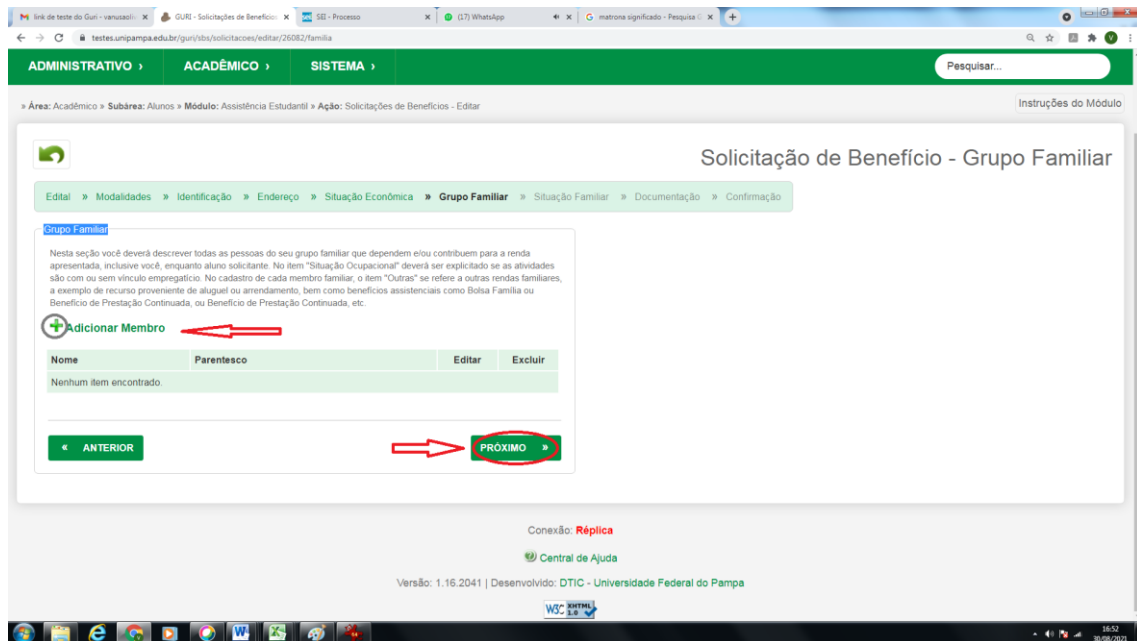 link de teste do Guri - vanusaoliv
GURI - Solicitações de Benefícios
SEI - Processo
(17) WhatsApp
matrona significado - Pesquisa G
testes.unipampa.edu.br/guri/sbs/solicitacoes/editar/26082/familia
ADMINISTRATIVO ›
ACADÊMICO ›
SISTEMA ›
Pesquisar...
» Área: Acadêmico » Subárea: Alunos » Módulo: Assistência Estudantil » Ação: Solicitações de Benefícios - Editar
Instruções do Módulo
Solicitação de Benefício - Grupo Familiar
Edital » Modalidades » Identificação » Endereço » Situação Econômica » Grupo Familiar » Situação Familiar » Documentação » Confirmação
Grupo Familiar
Nesta seção você deverá descrever todas as pessoas do seu grupo familiar que dependem e/ou contribuem para a renda
apresentada, inclusive você, enquanto aluno solicitante. No item "Situação Ocupacional" deverá ser explicitado se as atividades
são com ou sem vínculo empregatício. No cadastro de cada membro familiar, o item "Outras" se refere a outras rendas familiares,
a exemplo de recurso proveniente de aluguel ou arrendamento, bem como benefícios assistenciais como Bolsa Família ou
Benefício de Prestação Continuada, ou Benefício de Prestação Continuada, etc.
Adicionar Membro
Nome Parentesco Editar Excluir
Nenhum item encontrado.
« ANTERIOR
PRÓXIMO »
Conexão: Réplica
Central de Ajuda
Versão: 1.16.2041 | Desenvolvido: DTIC - Universidade Federal do Pampa
W3C XHTML 1.0
16:52
30/08/2021